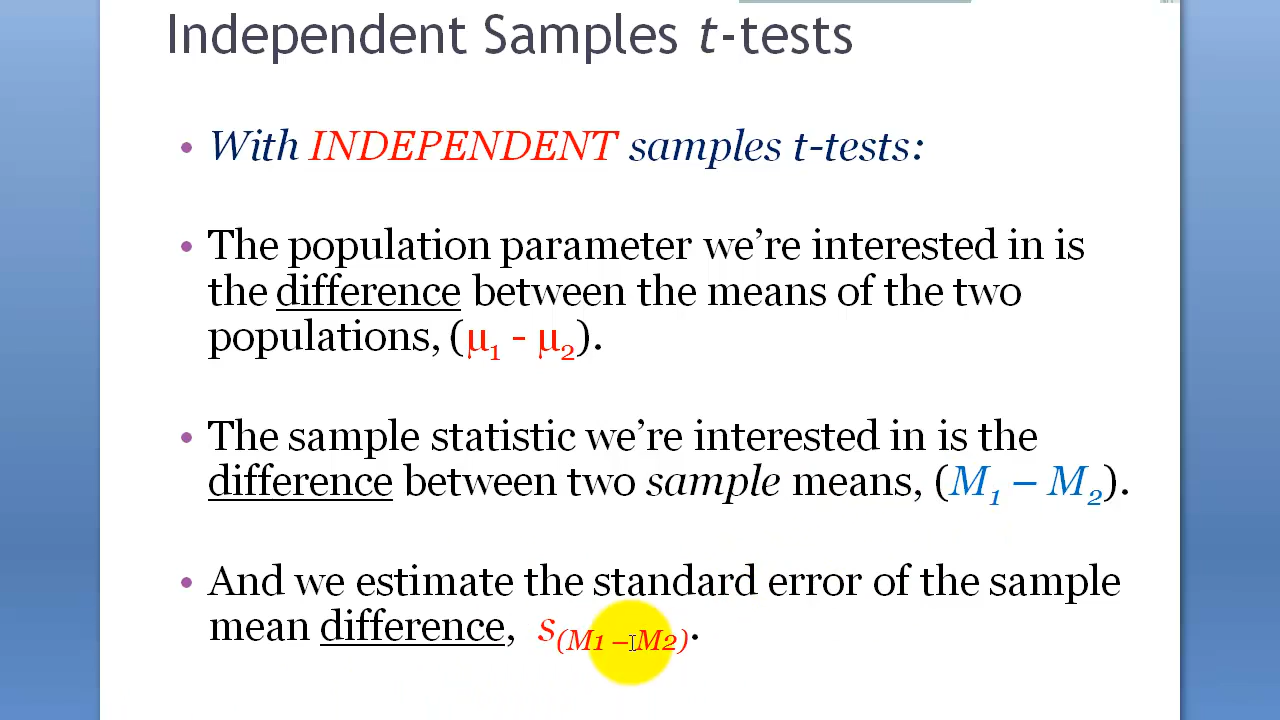 Independent Samples t-tests
• With INDEPENDENT samples t-tests:
• The population parameter we’re interested in is
the difference between the means of the two
populations, (μ₁ - μ₂).
• The sample statistic we’re interested in is the
difference between two sample means, (M₁ – M₂).
• And we estimate the standard error of the sample
mean difference, s(M1 – M2).